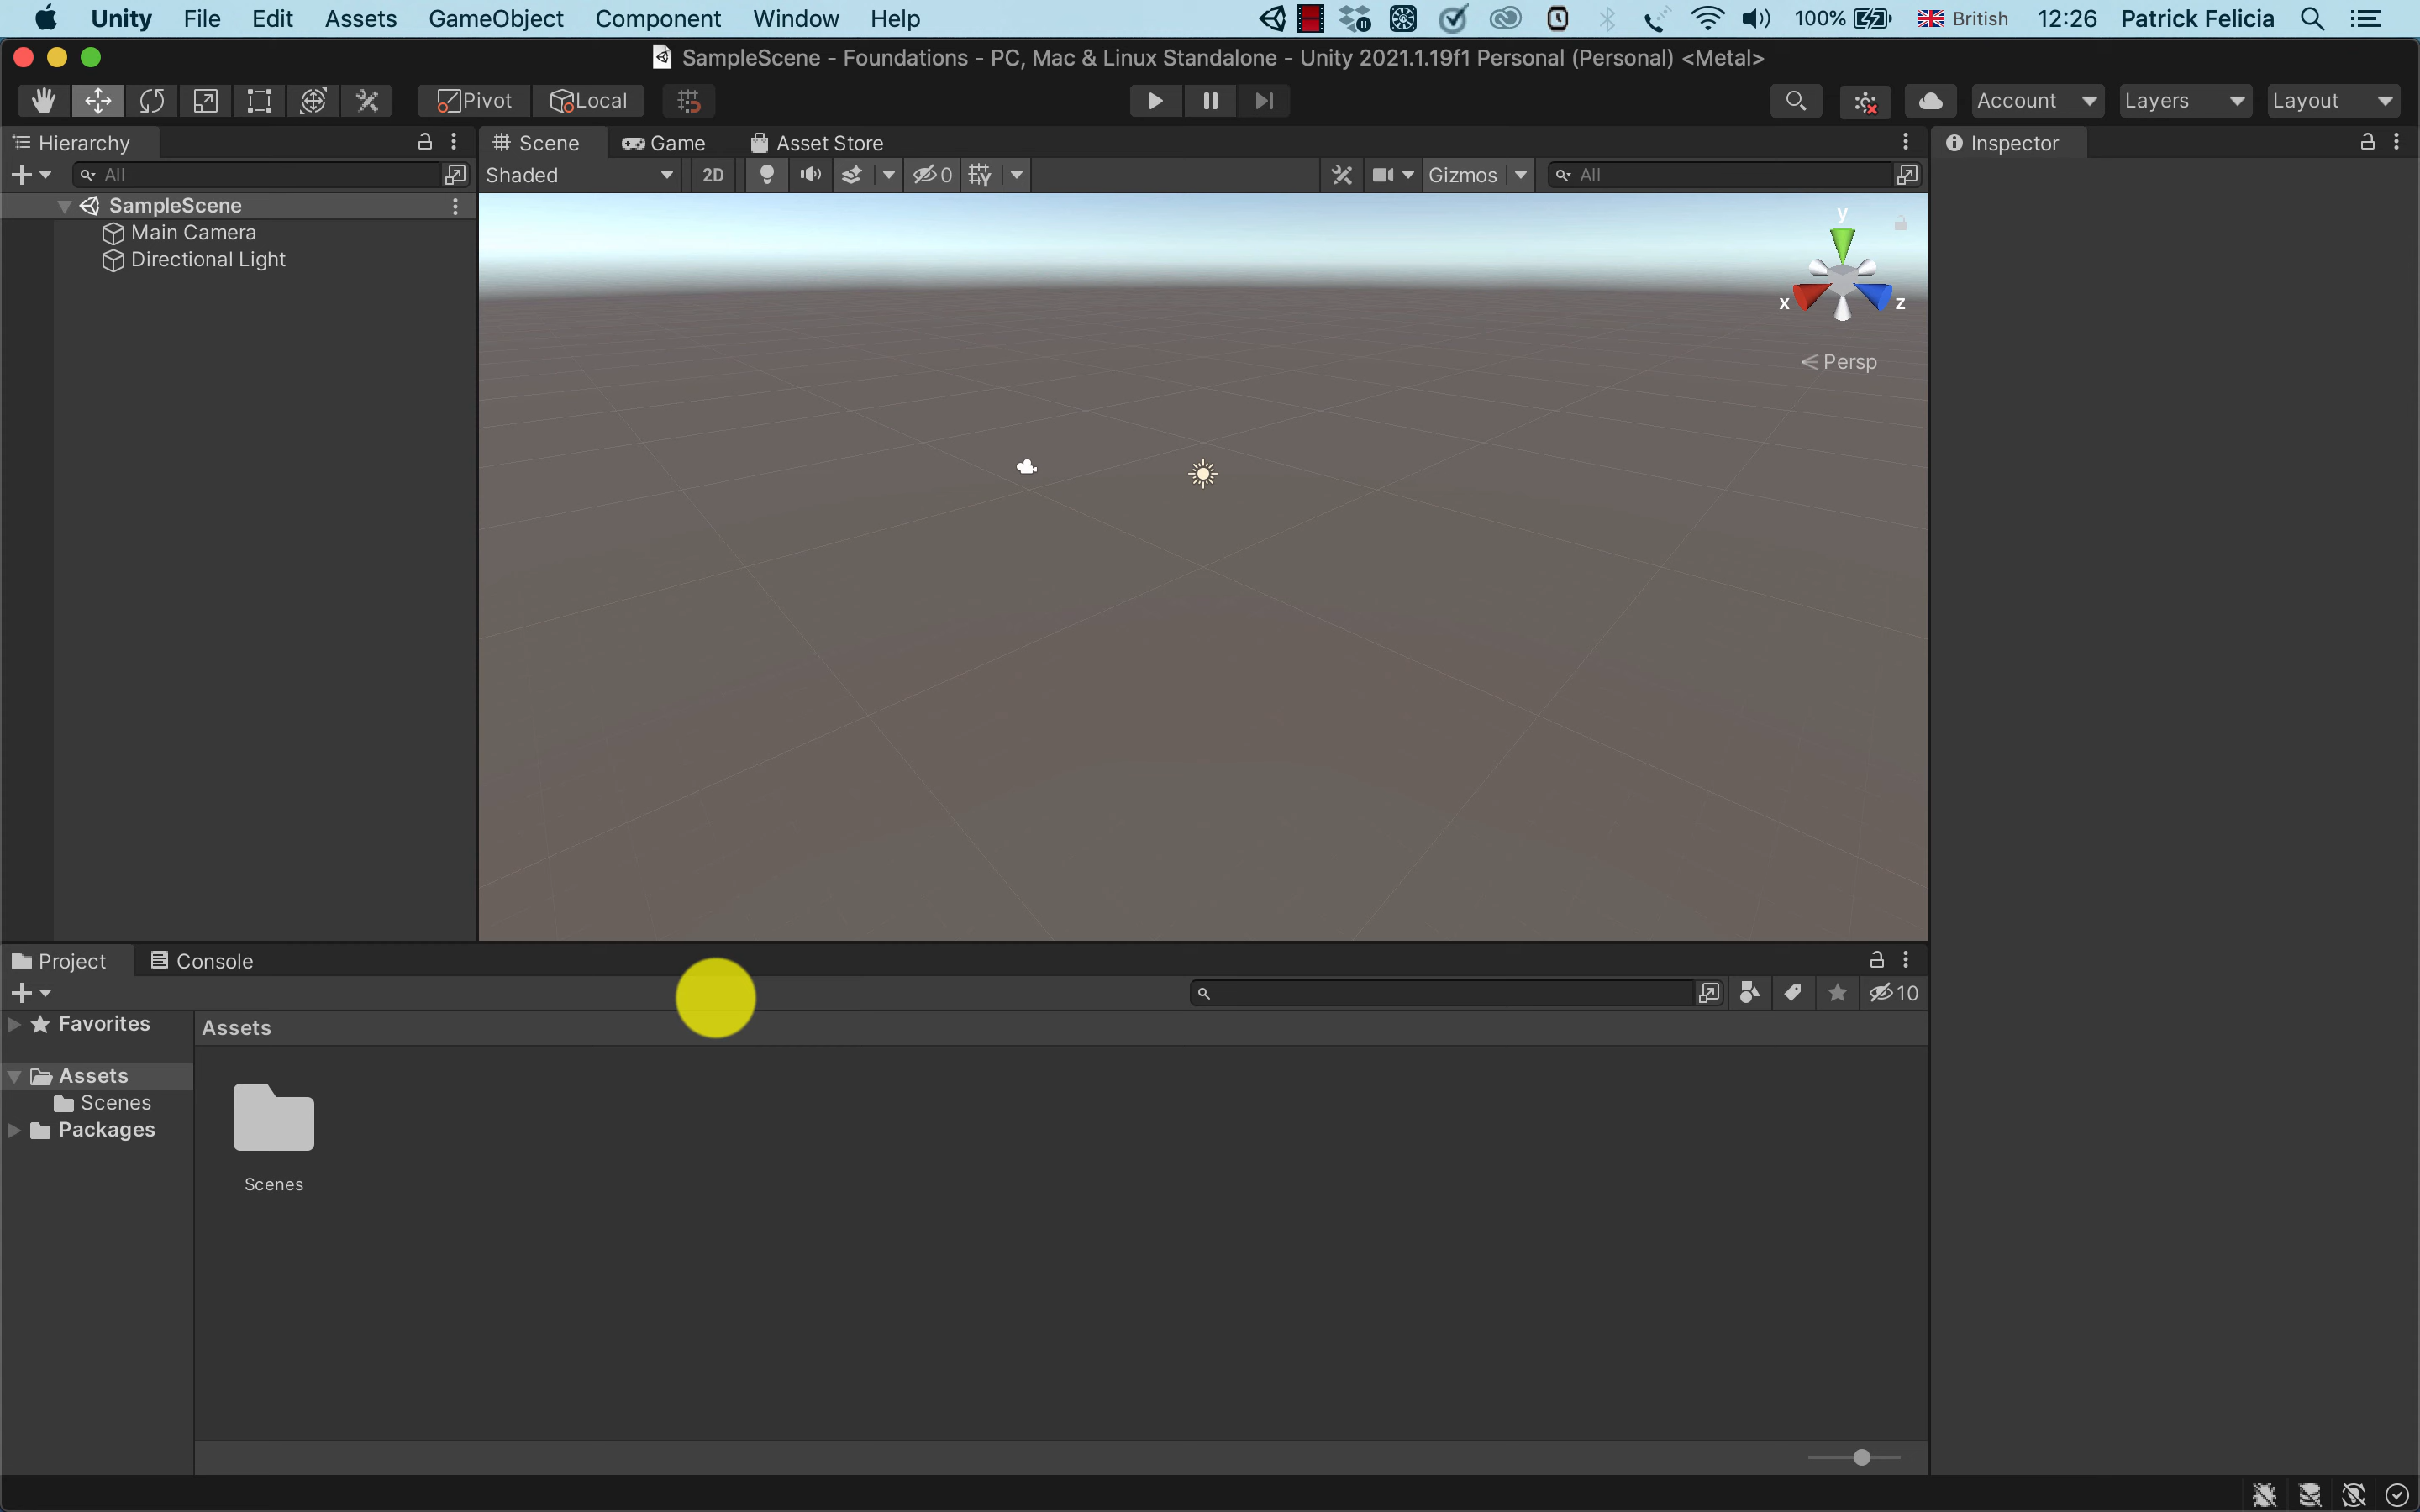 Unity File Edit Assets GameObject Component Window Help 100% British 12:26 Patrick Felicia
SampleScene - Foundations - PC, Mac & Linux Standalone - Unity 2021.1.19f1 Personal (Personal) <Metal>
Pivot Local Account Layers Layout
Hierarchy
All
SampleScene
Main Camera
Directional Light
Scene Game Asset Store
Shaded 2D 0 Gizmos All
y
x z
Persp
Inspector
Project Console
10
Favorites
Assets
Scenes
Packages
Assets
Scenes